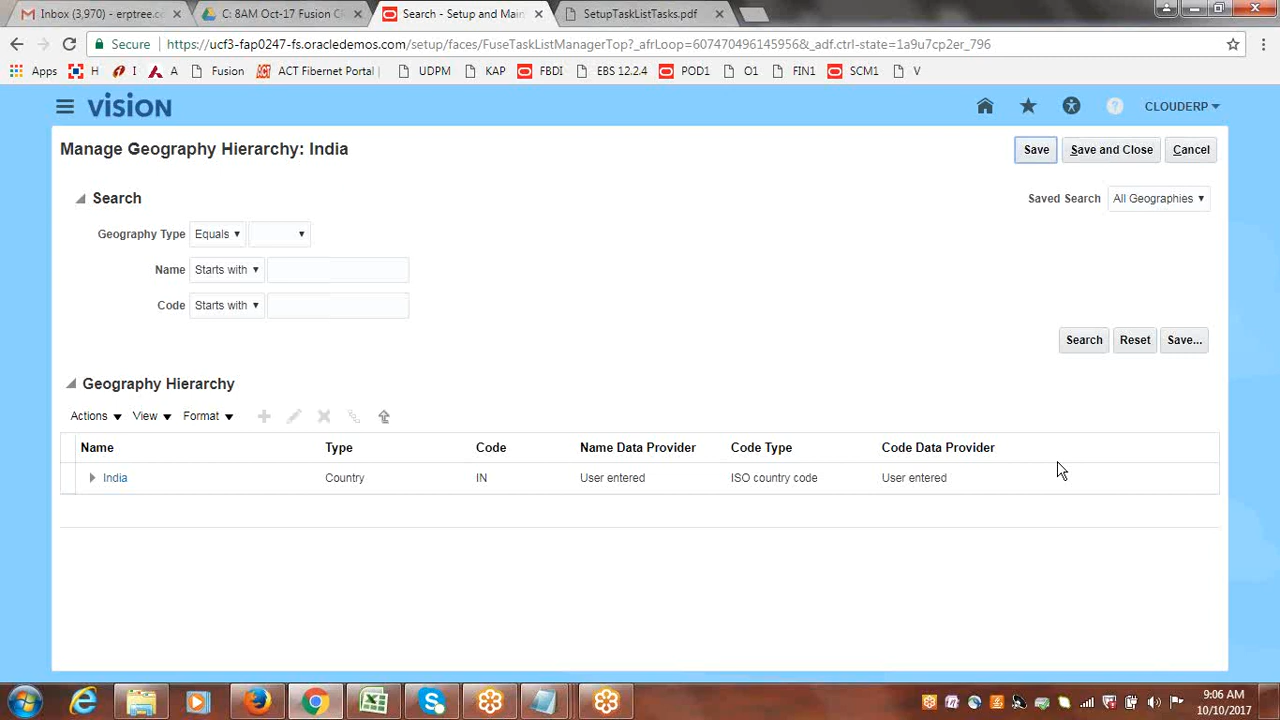 Inbox (3,970) - erptree.co
C: 8AM Oct-17 Fusion C
Search - Setup and Main
SetupTaskListTasks.pdf
Secure
https://ucf3-fap0247-fs.oracledemos.com/setup/faces/FuseTaskListManagerTop?_afrLoop=6074704961459556&_adf.ctrl-state=1a9u7cp2er_796
Apps H I A Fusion ACT Fibernet Portal UDPM KAP FBDI EBS 12.2.4 POD1 O1 FIN1 SCM1 V
VISION
CLOUDERP
Manage Geography Hierarchy: India
Save Save and Close Cancel
Search
Saved Search All Geographies
Geography Type Equals
Name Starts with
Code Starts with
Search Reset Save...
Geography Hierarchy
Actions View Format
Name Type Code Name Data Provider Code Type Code Data Provider
India Country IN User entered ISO country code User entered
9:06 AM
10/10/2017